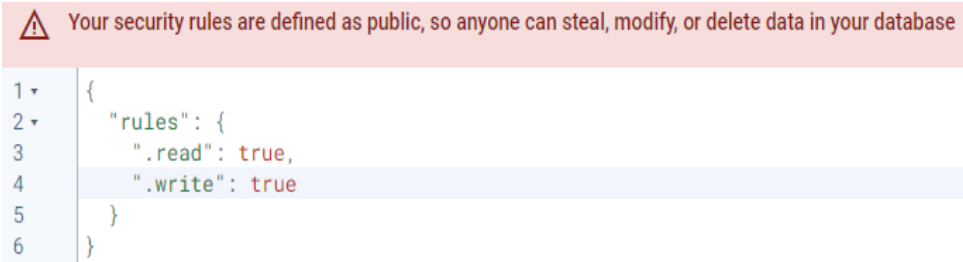 Your security rules are defined as public, so anyone can steal, modify, or delete data in your database
1 {
2 "rules": {
3 ".read": true,
4 ".write": true
5 }
6 }